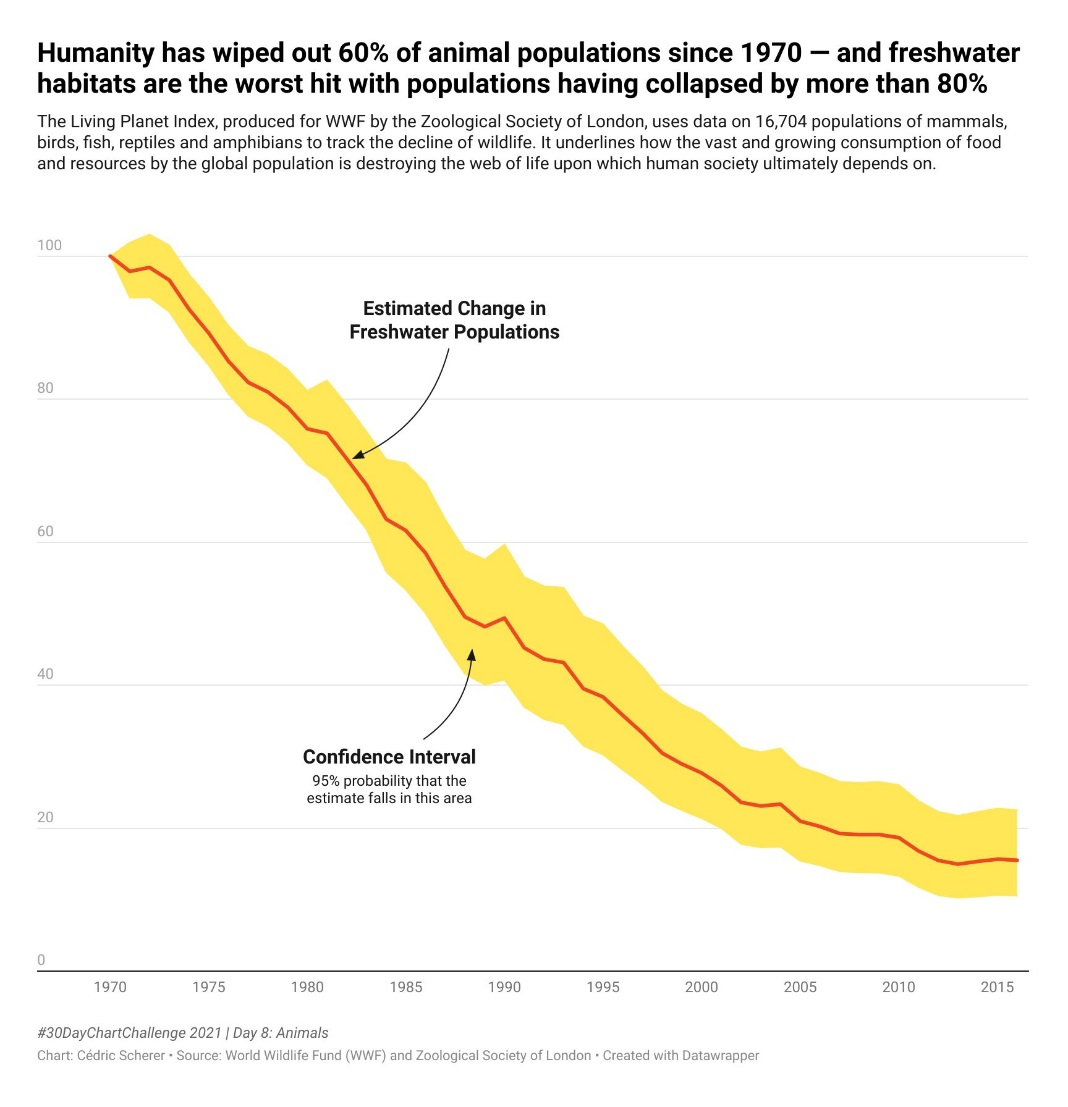 Humanity has wiped out 60% of animal populations since 1970 — and freshwater
habitats are the worst hit with populations having collapsed by more than 80%
The Living Planet Index, produced for WWF by the Zoological Society of London, uses data on 16,704 populations of mammals,
birds, fish, reptiles and amphibians to track the decline of wildlife. It underlines how the vast and growing consumption of food
and resources by the global population is destroying the web of life upon which human society ultimately depends on.
100
Estimated Change in
Freshwater Populations
80
60
40
Confidence Interval
95% probability that the
estimate falls in this area
20
0
1970 1975 1980 1985 1990 1995 2000 2005 2010 2015
#30DayChartChallenge 2021 | Day 8: Animals
Chart: Cédric Scherer • Source: World Wildlife Fund (WWF) and Zoological Society of London • Created with Datawrapper